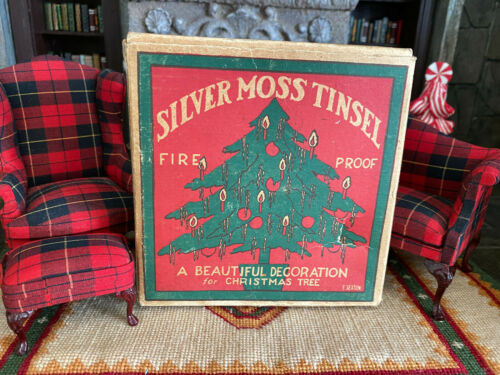 SILVER MOSS TINSEL
FIRE PROOF
A BEAUTIFUL DECORATION
for CHRISTMAS TREE